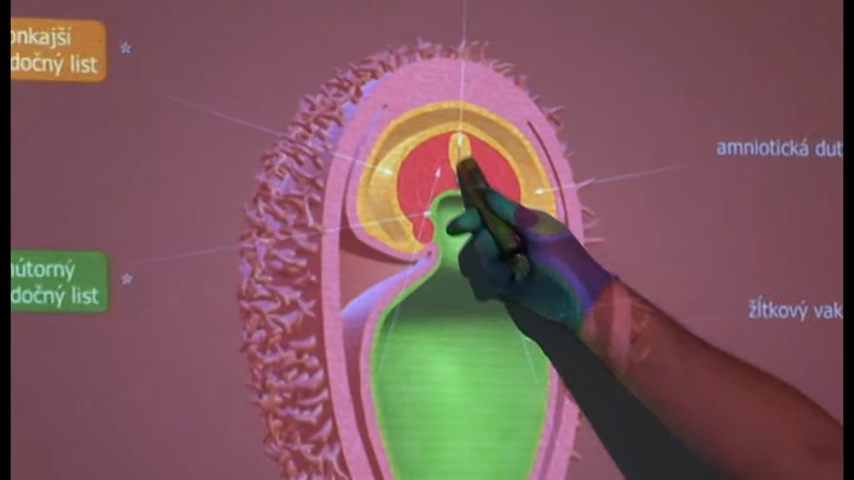 onkajší
dočný list
*
amniotická dut
nútorný
dočný list
*
žĺtkový vak